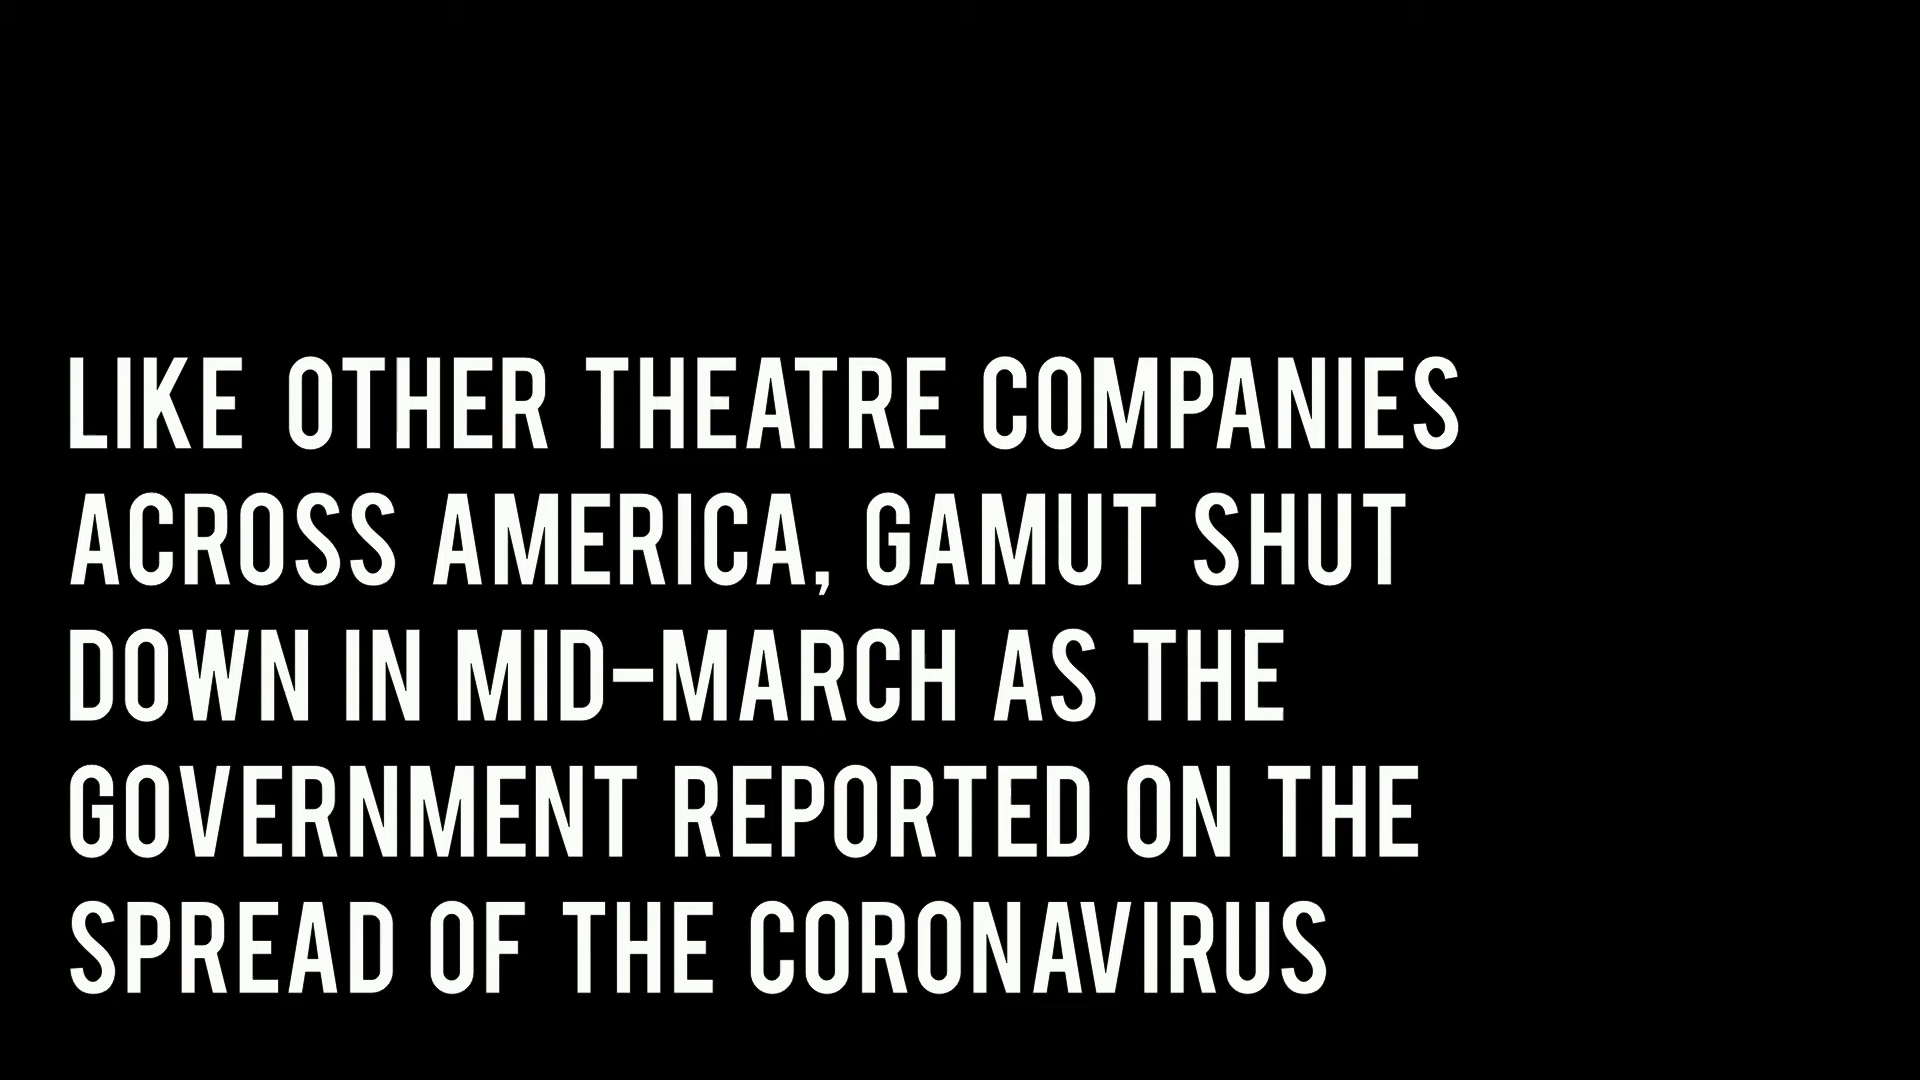 LIKE OTHER THEATRE COMPANIES
ACROSS AMERICA, GAMUT SHUT
DOWN IN MID-MARCH AS THE
GOVERNMENT REPORTED ON THE
SPREAD OF THE CORONAVIRUS